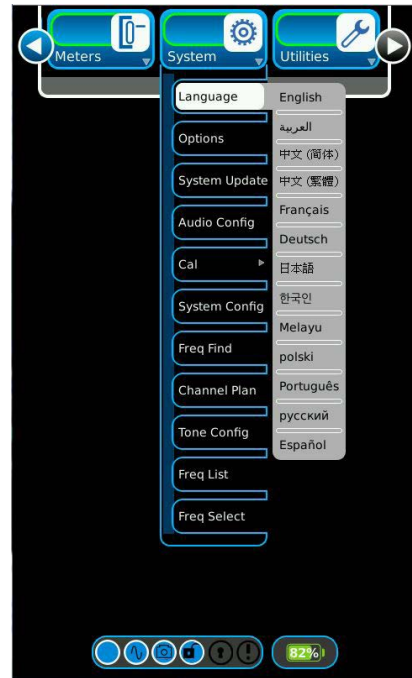 Meters
System
Utilities
Language
Options
System Update
Audio Config
Cal
System Config
Freq Find
Channel Plan
Tone Config
Freq List
Freq Select
English
العربية
中文 (简体)
中文 (繁體)
Français
Deutsch
日本語
한국인
Melayu
polski
Português
русский
Español
82%